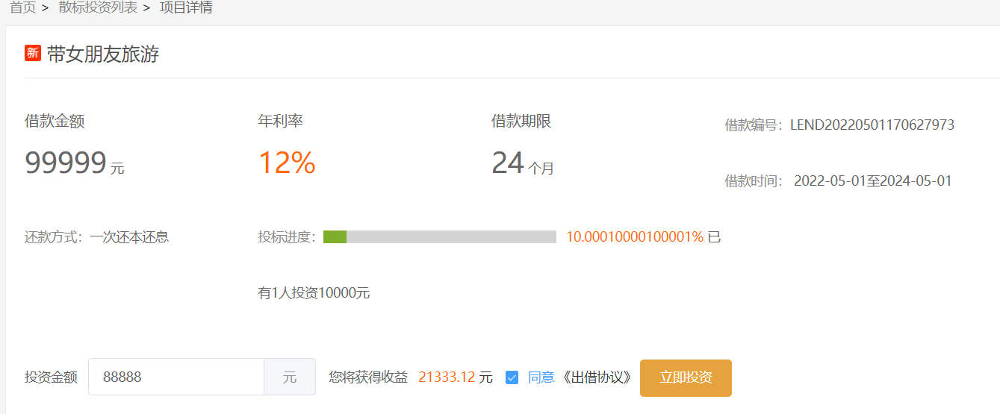 首页 > 散标投资列表 > 项目详情
新 带女朋友旅游
借款金额 年利率 借款期限 借款编号：LEND20220501170627973
99999 元 12% 24 个月
借款时间： 2022-05-01至2024-05-01
还款方式：一次还本还息 投标进度： 10.00010000100001% 已
有1人投资10000元
投资金额 88888 元 您将获得收益 21333.12 元 同意《出借协议》 立即投资